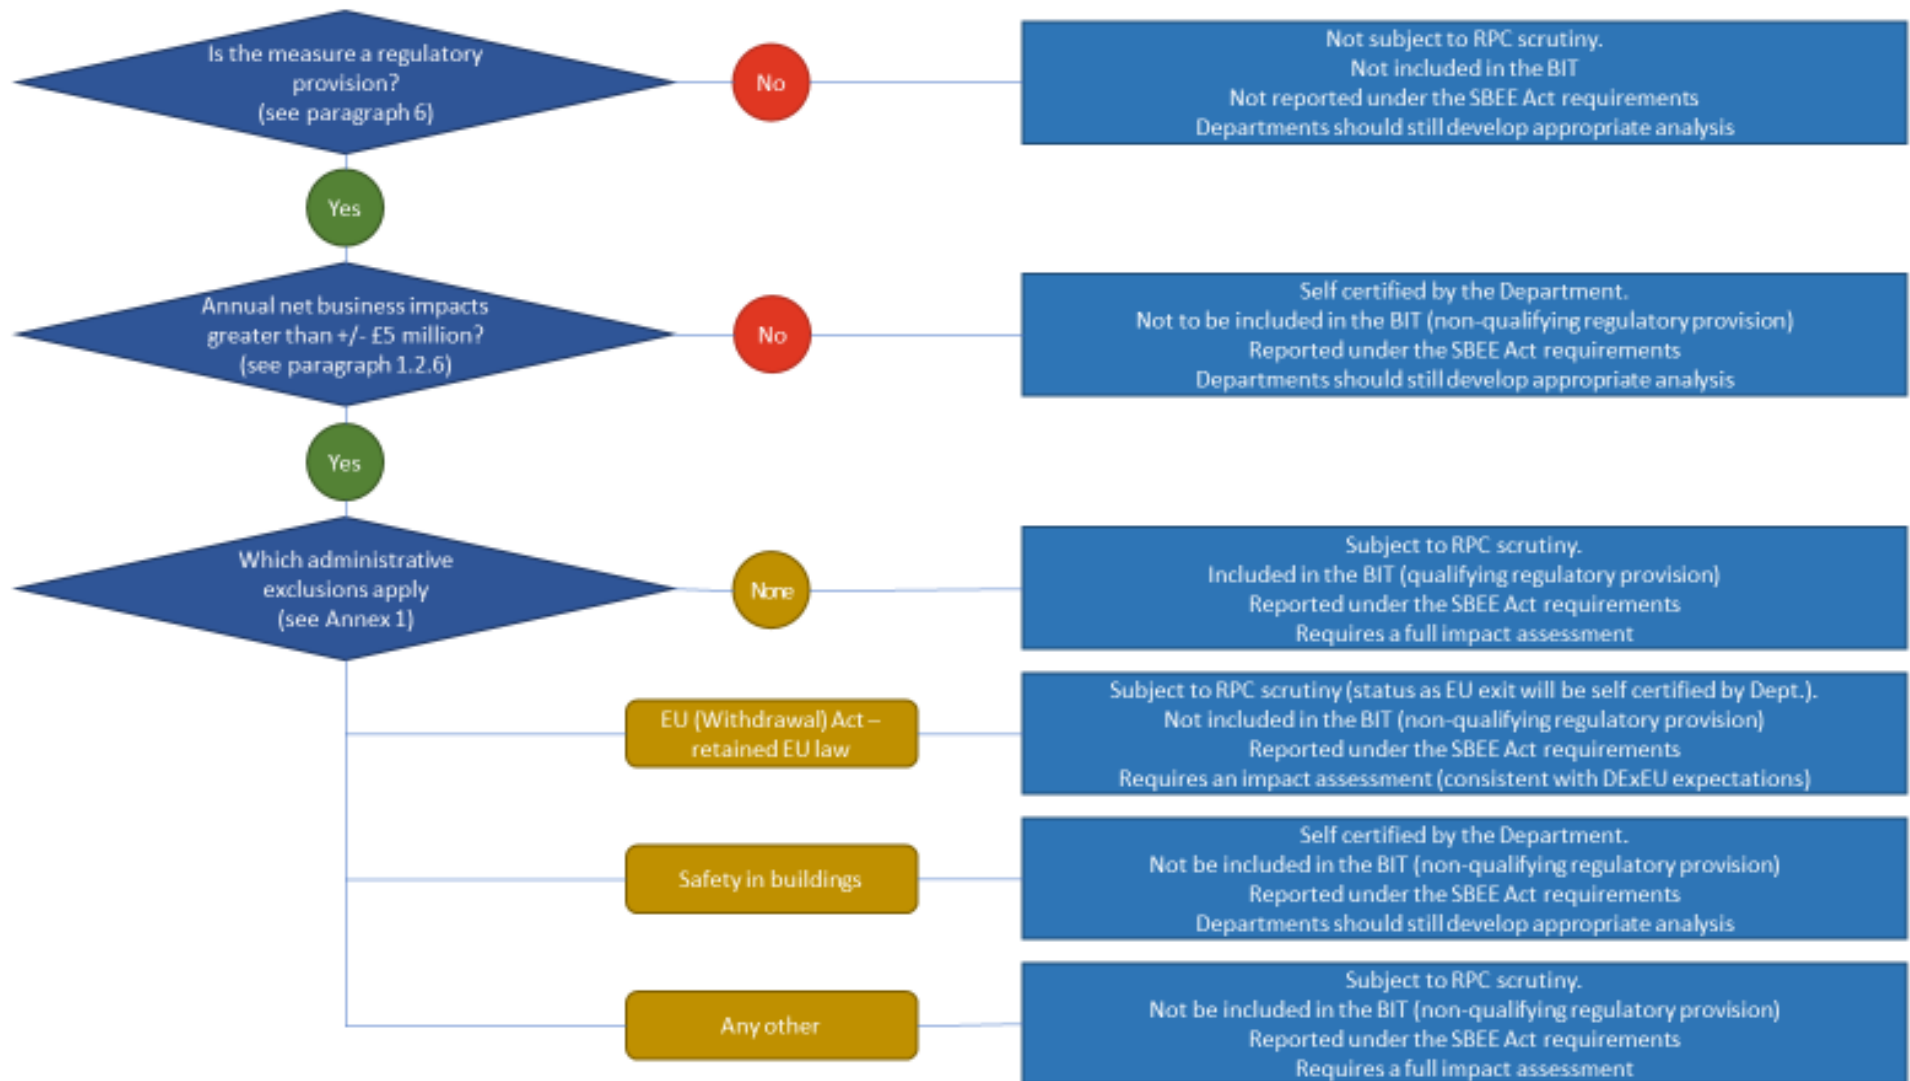 Is the measure a regulatory
provision?
(see paragraph 6)
No
Not subject to RPC scrutiny.
Not included in the BIT
Not reported under the SBEE Act requirements
Departments should still develop appropriate analysis
Yes
Annual net business impacts
greater than +/- £5 million?
(see paragraph 1.2.6)
No
Self certified by the Department.
Not to be included in the BIT (non-qualifying regulatory provision)
Reported under the SBEE Act requirements
Departments should still develop appropriate analysis
Yes
Which administrative
exclusions apply
(see Annex 1)
None
Subject to RPC scrutiny.
Included in the BIT (qualifying regulatory provision)
Reported under the SBEE Act requirements
Requires a full impact assessment
EU (Withdrawal) Act –
retained EU law
Subject to RPC scrutiny (status as EU exit will be self certified by Dept.).
Not included in the BIT (non-qualifying regulatory provision)
Reported under the SBEE Act requirements
Requires an impact assessment (consistent with DExEU expectations)
Safety in buildings
Self certified by the Department.
Not be included in the BIT (non-qualifying regulatory provision)
Reported under the SBEE Act requirements
Departments should still develop appropriate analysis
Any other
Subject to RPC scrutiny.
Not be included in the BIT (non-qualifying regulatory provision)
Reported under the SBEE Act requirements
Requires a full impact assessment